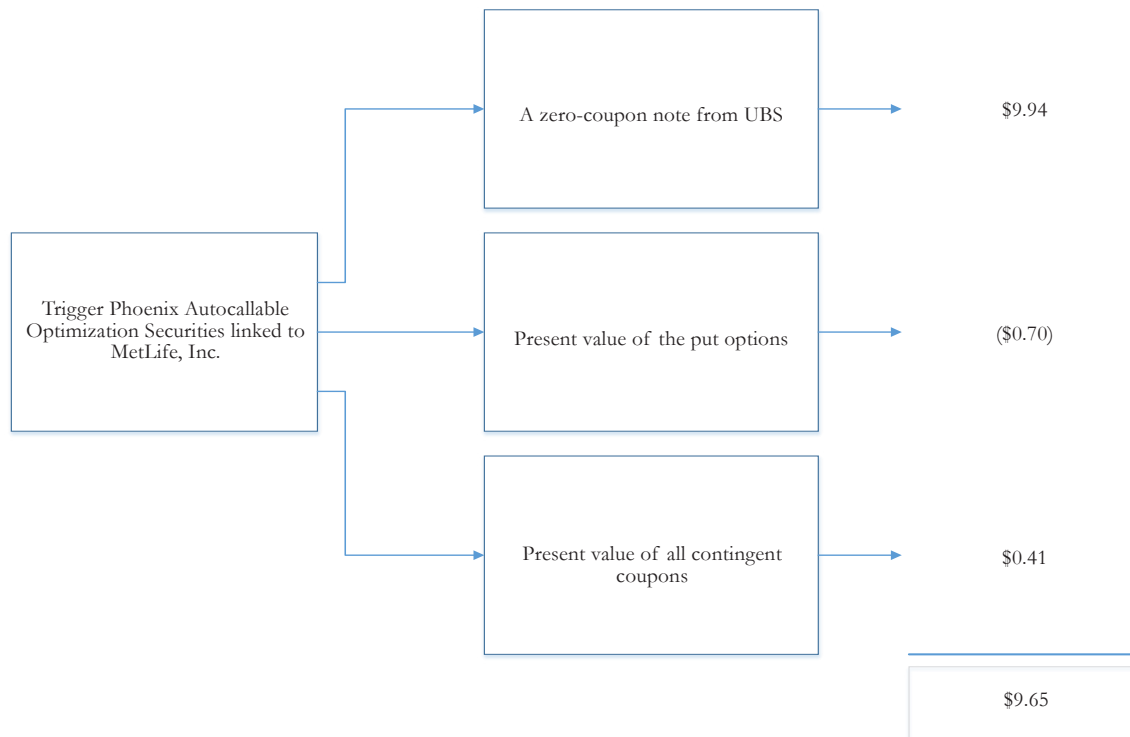 A zero-coupon note from UBS
$9.94
Trigger Phoenix Autocallable
Optimization Securities linked to
MetLife, Inc.
Present value of the put options
($0.70)
Present value of all contingent
coupons
$0.41
$9.65